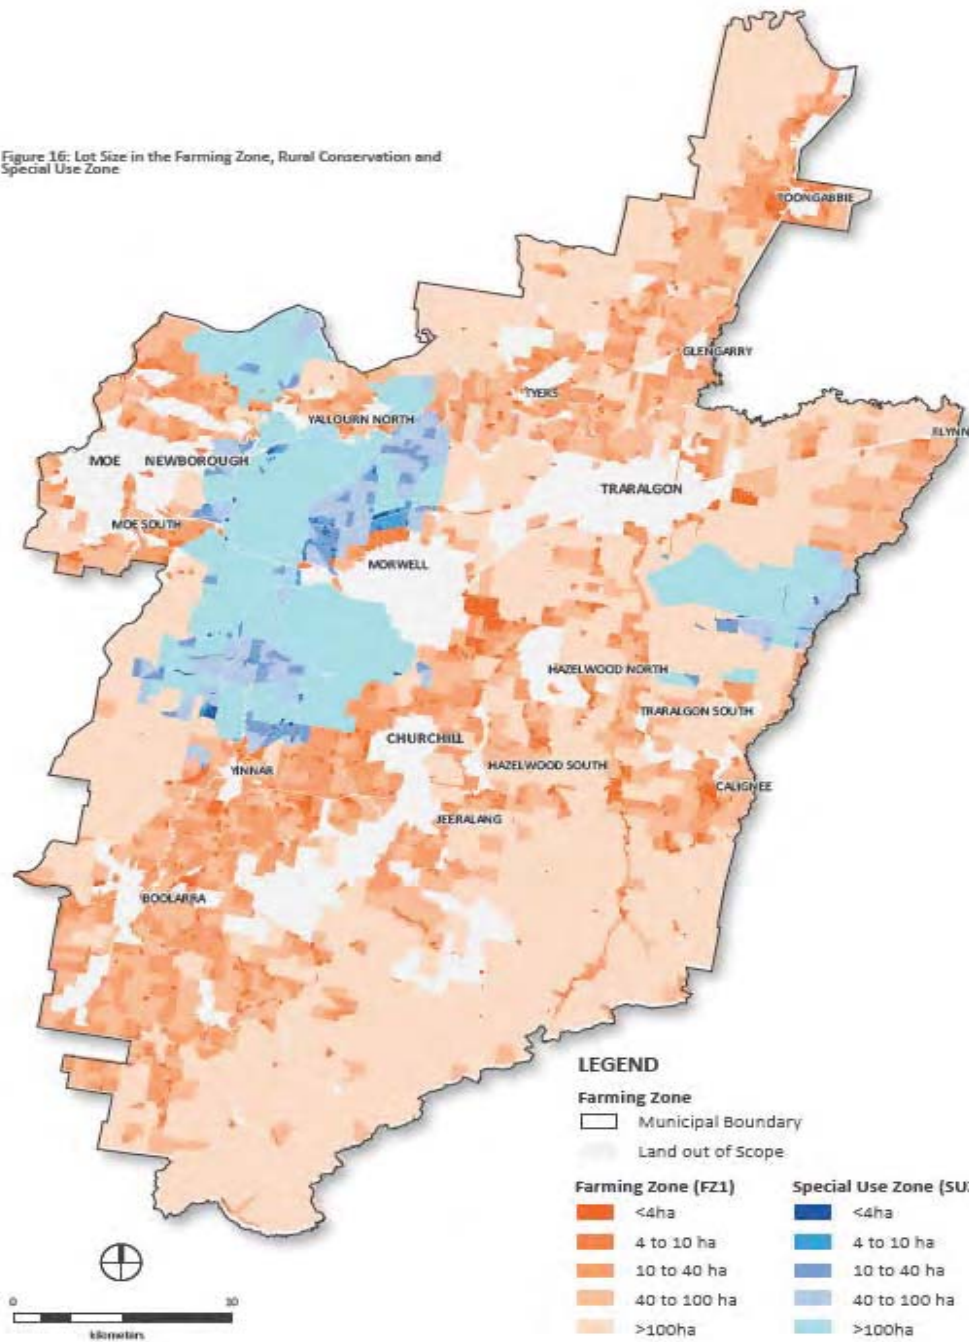 Figure 16: Lot Size in the Farming Zone, Rural Conservation and
Special Use Zone
TOONGABBIE
GLENGARRY
TYERS
YALLOURN NORTH
FLYNN
MOE NEWBOROUGH
TRARALGON
MOE SOUTH
MORWELL
HAZELWOOD NORTH
TRARALGON SOUTH
CHURCHILL
HAZELWOOD SOUTH
YINNAR
CALIGNEE
JEERALANG
BOOLARRA
LEGEND
Farming Zone
Municipal Boundary
Land out of Scope
Farming Zone (FZ1) Special Use Zone
<4ha <4ha
4 to 10 ha 4 to 10 ha
10 to 40 ha 10 to 40 ha
40 to 100 ha 40 to 100 ha
>100ha >100ha
0 10
kilometers